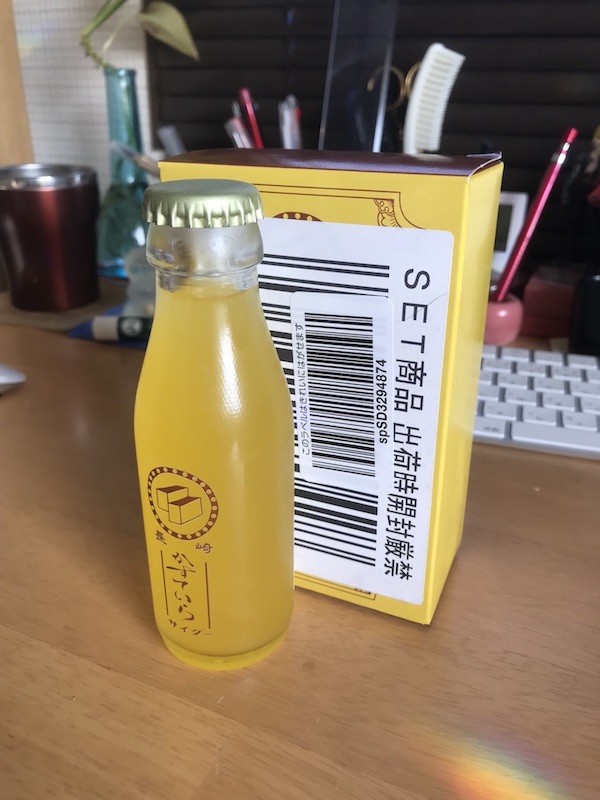 長崎
かすてら
サイダー
SET商品 出荷時開封厳禁
spSD3294874
このラベルはきれいにはがせます